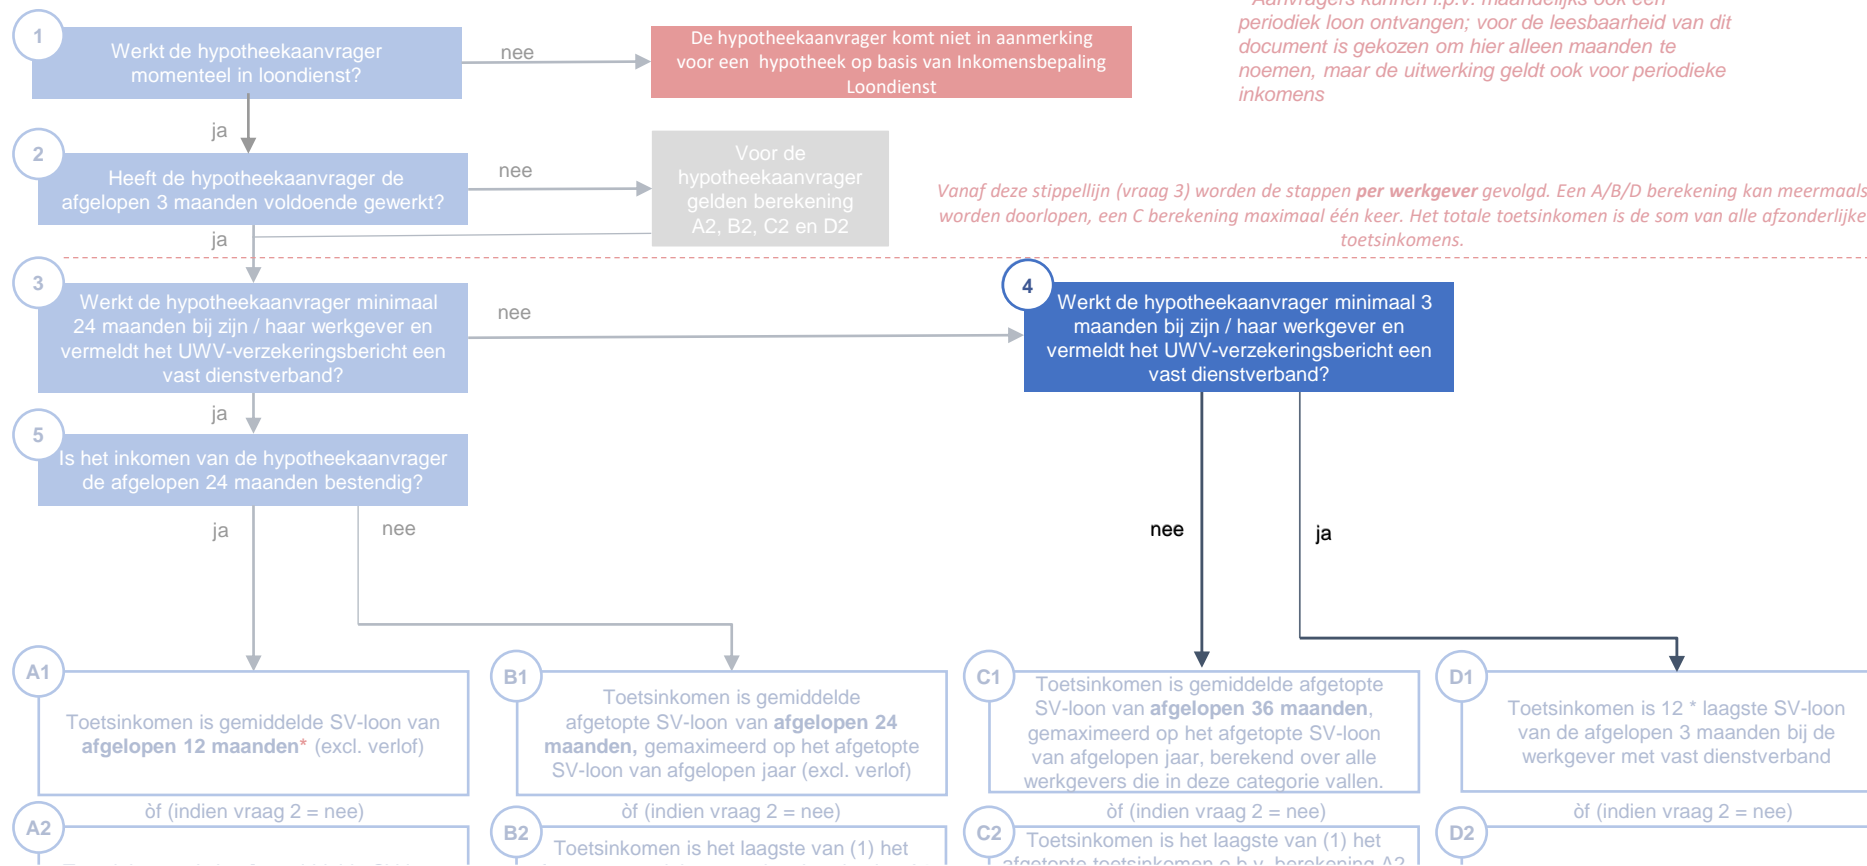 * Aanvragers kunnen i.p.v. maandelijks ook een
periodiek loon ontvangen; voor de leesbaarheid van dit
document is gekozen om hier alleen maanden te
noemen, maar de uitwerking geldt ook voor periodieke
inkomens
1
Werkt de hypotheekaanvrager
momenteel in loondienst?
nee
De hypotheekaanvrager komt niet in aanmerking
voor een hypotheek op basis van Inkomensbepaling
Loondienst
ja
2
Heeft de hypotheekaanvrager de
afgelopen 3 maanden voldoende gewerkt?
nee
Voor de
hypotheekaanvrager
gelden berekening
A2, B2, C2 en D2
ja
Vanaf deze stippellijn (vraag 3) worden de stappen per werkgever gevolgd. Een A/B/D berekening kan meermaals
worden doorlopen, een C berekening maximaal één keer. Het totale toetsinkomen is de som van alle afzonderlijke
toetsinkomens.
3
Werkt de hypotheekaanvrager minimaal
24 maanden bij zijn / haar werkgever en
vermeldt het UWV-verzekeringsbericht een
vast dienstverband?
nee
4
Werkt de hypotheekaanvrager minimaal 3
maanden bij zijn / haar werkgever en
vermeldt het UWV-verzekeringsbericht een
vast dienstverband?
ja
5
Is het inkomen van de hypotheekaanvrager
de afgelopen 24 maanden bestendig?
ja
nee
nee
ja
A1
Toetsinkomen is gemiddelde SV-loon van
afgelopen 12 maanden* (excl. verlof)
B1
Toetsinkomen is gemiddelde
afgetopte SV-loon van afgelopen 24
maanden, gemaximeerd op het afgetopte
SV-loon van afgelopen jaar (excl. verlof)
C1
Toetsinkomen is gemiddelde afgetopte
SV-loon van afgelopen 36 maanden,
gemaximeerd op het afgetopte SV-loon
van afgelopen jaar, berekend over alle
werkgevers die in deze categorie vallen.
D1
Toetsinkomen is 12 * laagste SV-loon
van de afgelopen 3 maanden bij de
werkgever met vast dienstverband
òf (indien vraag 2 = nee)
òf (indien vraag 2 = nee)
òf (indien vraag 2 = nee)
òf (indien vraag 2 = nee)
A2
B2
Toetsinkomen is het laagste van (1) het
C2
Toetsinkomen is het laagste van (1) het
afgetopte toetsinkomen o.b.v. berekening A2
D2